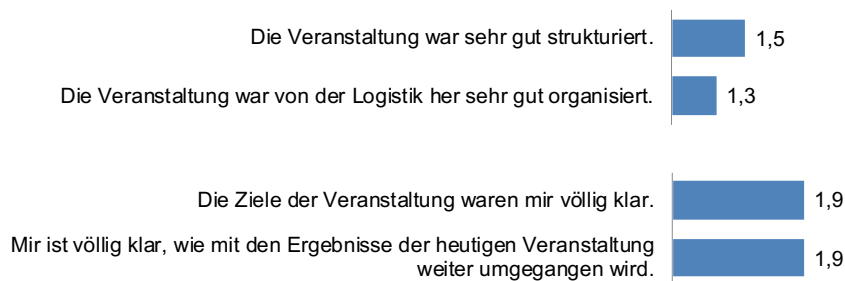 Die Veranstaltung war sehr gut strukturiert. 1,5
Die Veranstaltung war von der Logistik her sehr gut organisiert. 1,3
Die Ziele der Veranstaltung waren mir völlig klar. 1,9
Mir ist völlig klar, wie mit den Ergebnisse der heutigen Veranstaltung
weiter umgegangen wird. 1,9